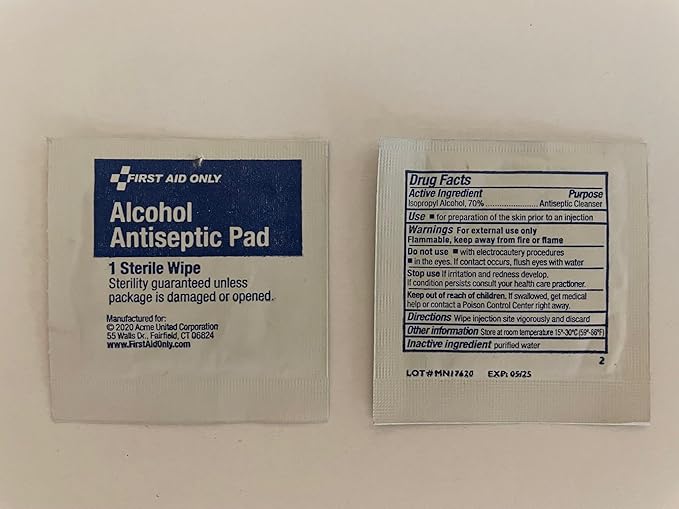 FIRST AID ONLY
Alcohol
Antiseptic Pad
1 Sterile Wipe
Sterility guaranteed unless
package is damaged or opened.
Manufactured for:
© 2020 Acme United Corporation
55 Walls Dr., Fairfield, CT 06824
www.FirstAidOnly.com
Drug Facts
Active Ingredient Purpose
Isopropyl Alcohol, 70%....................Antiseptic Cleanser
Use ■ for preparation of the skin prior to an injection
Warnings For external use only
Flammable, keep away from fire or flame
Do not use ■ with electrocautery procedures
■ in the eyes. If contact occurs, flush eyes with water
Stop use If irritation and redness develop.
If condition persists consult your health care practioner.
Keep out of reach of children. If swallowed, get medical
help or contact a Poison Control Center right away.
Directions Wipe injection site vigorously and discard
Other information Store at room temperature 15°-30°C (59°-86°F)
Inactive ingredient purified water
2
LOT#MN17620 EXP: 05/25